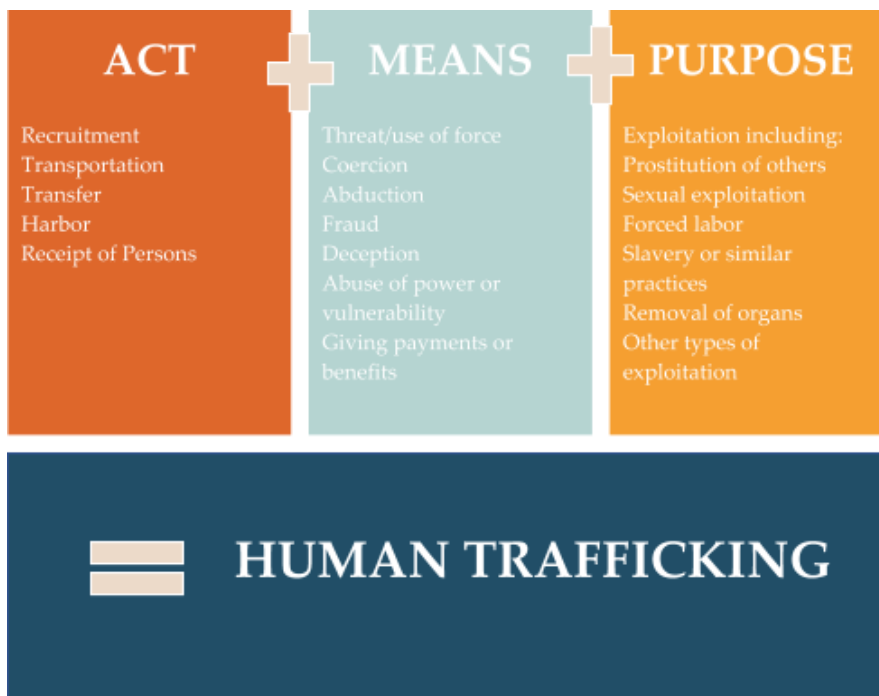 ACT
Recruitment
Transportation
Transfer
Harbor
Receipt of Persons
MEANS
Threat/use of force
Coercion
Abduction
Fraud
Deception
Abuse of power or
vulnerability
Giving payments or
benefits
PURPOSE
Exploitation including:
Prostitution of others
Sexual exploitation
Forced labor
Slavery or similar
practices
Removal of organs
Other types of
exploitation
HUMAN TRAFFICKING